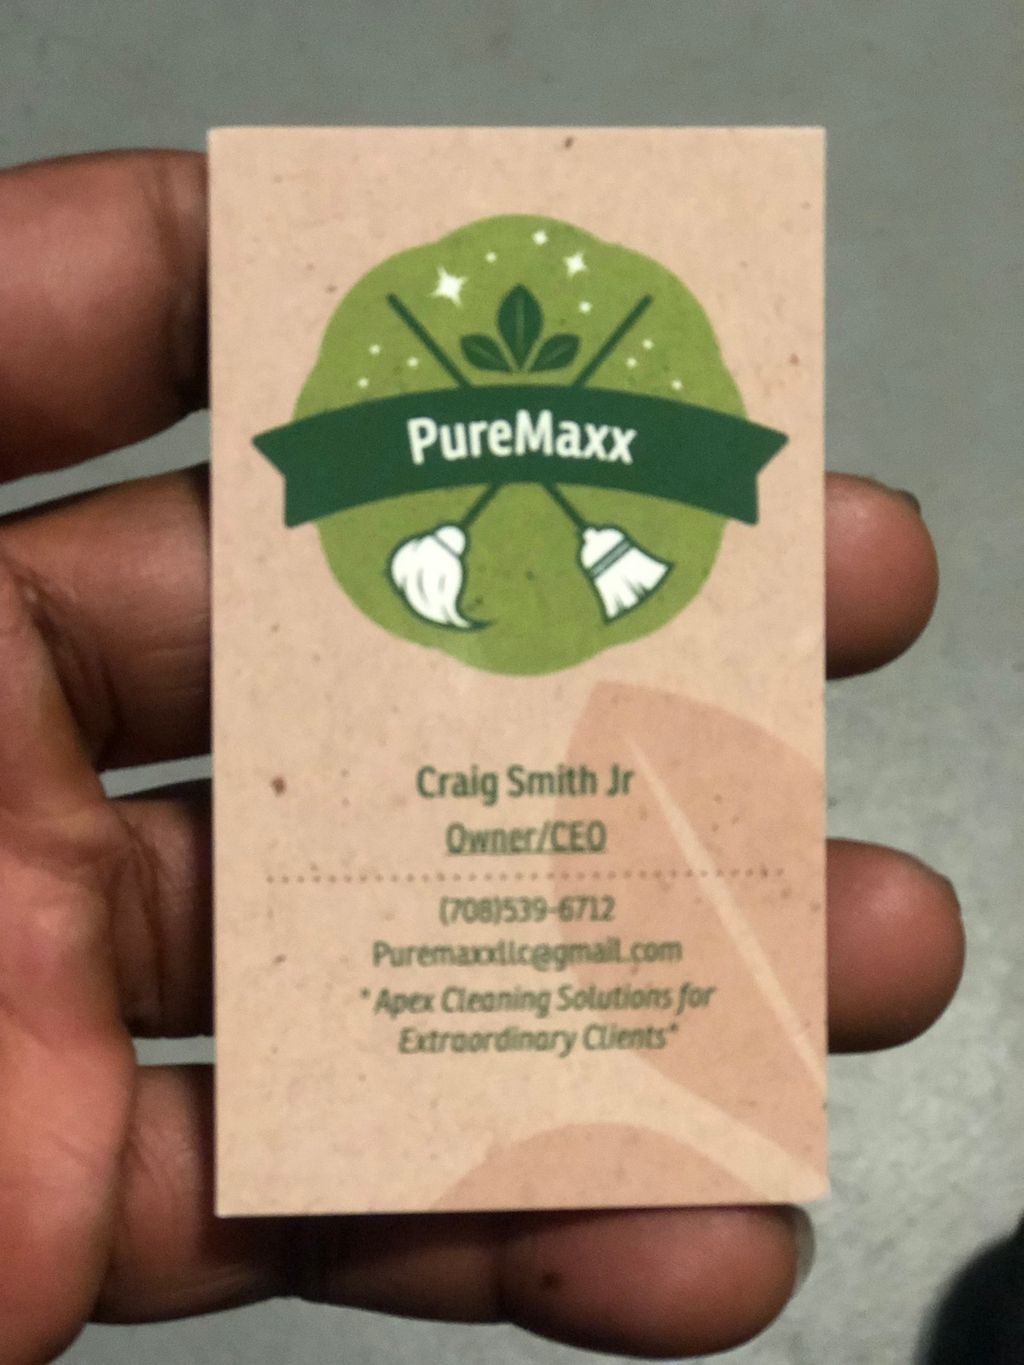 PureMaxx
Craig Smith Jr
Owner/CEO
(708)539-6712
Puremaxxllc@gmail.com
" Apex Cleaning Solutions for
Extraordinary Clients"